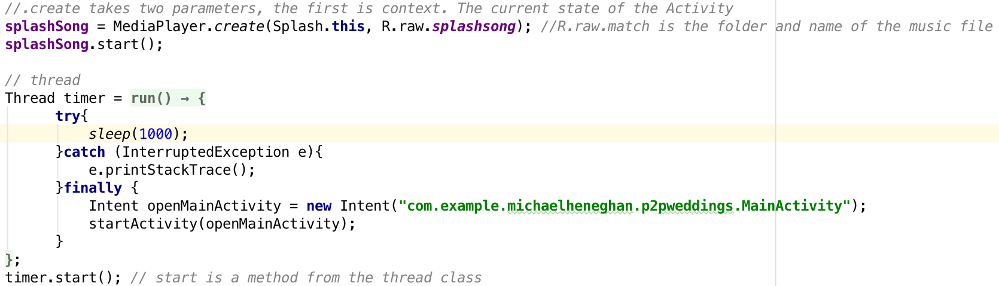 //.create takes two parameters, the first is context. The current state of the Activity
splashSong = MediaPlayer.create(Splash.this, R.raw.splashsong); //R.raw.match is the folder and name of the music file
splashSong.start();
// thread
Thread timer = run() → {
try{
sleep(1000);
}catch (InterruptedException e){
e.printStackTrace();
}finally {
Intent openMainActivity = new Intent("com.example.michaelheneghan.p2pweddings.MainActivity");
startActivity(openMainActivity);
}
};
timer.start(); // start is a method from the thread class